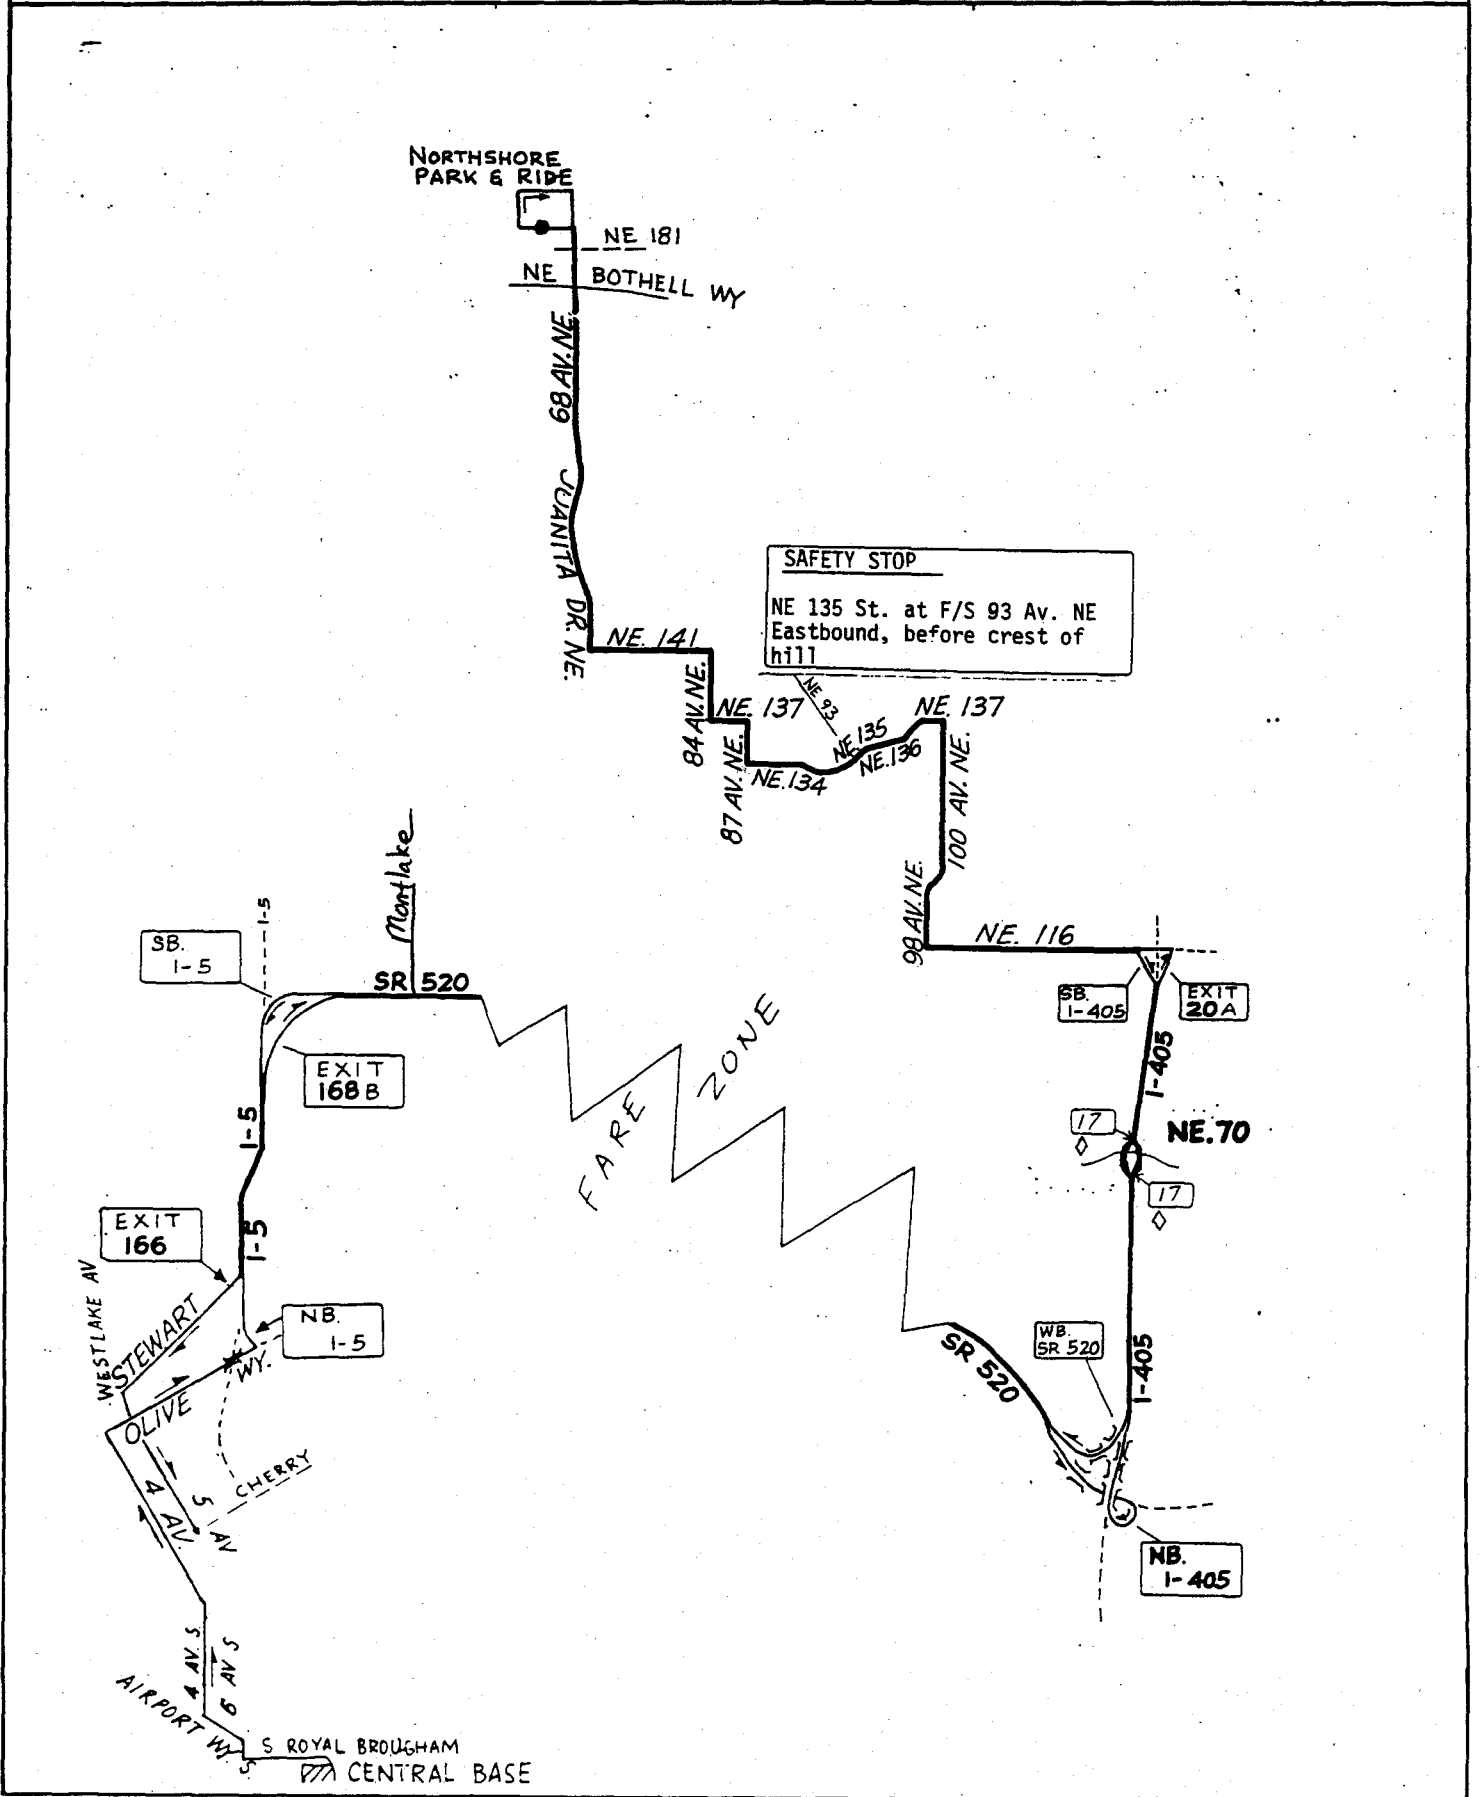 NORTHSHORE
PARK & RIDE
NE 181
NE BOTHELL WY
68 AV. NE.
JUANITA DR. NE.
SAFETY STOP
NE 135 St. at F/S 93 Av. NE
Eastbound, before crest of
hill
NE. 141
84 AV. NE.
NE. 137
NE 93
NE. 137
NE 135
NE. 136
NE. 134
87 AV. NE.
100 AV. NE.
98 AV. NE.
NE. 116
Montlake
I-5
SB.
I-5
SR 520
SB.
I-405
EXIT
20A
EXIT
168 B
I-5
FARE ZONE
I-405
17
NE. 70
17
EXIT
166
I-5
WESTLAKE AV
STEWART
NB.
I-5
OLIVE WY.
WB.
SR 520
SR 520
I-405
CHERRY
4 AV.
5 AV
NB.
I-405
4 AV S
6 AV S
AIRPORT WY S.
S ROYAL BROUGHAM
CENTRAL BASE